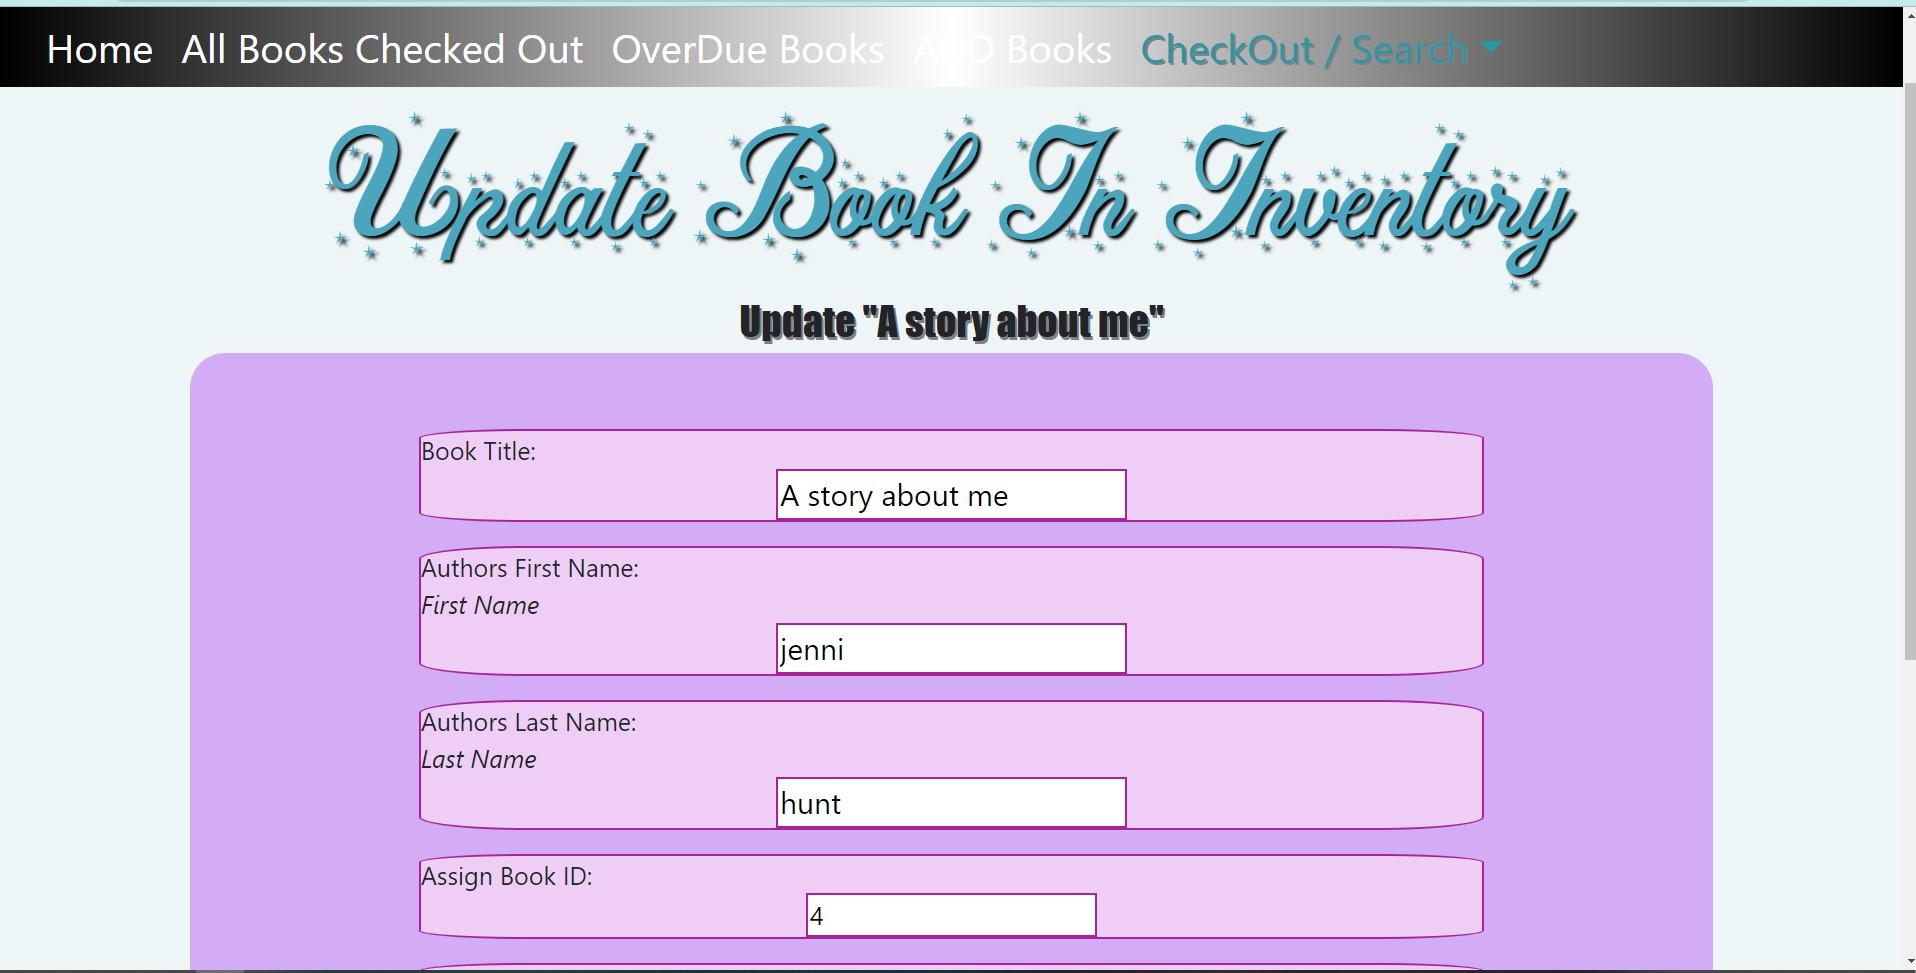 Home All Books Checked Out OverDue Books ADD Books CheckOut / Search
Update Book In Inventory
Update "A story about me"
Book Title:
A story about me
Authors First Name:
First Name
jenni
Authors Last Name:
Last Name
hunt
Assign Book ID:
4